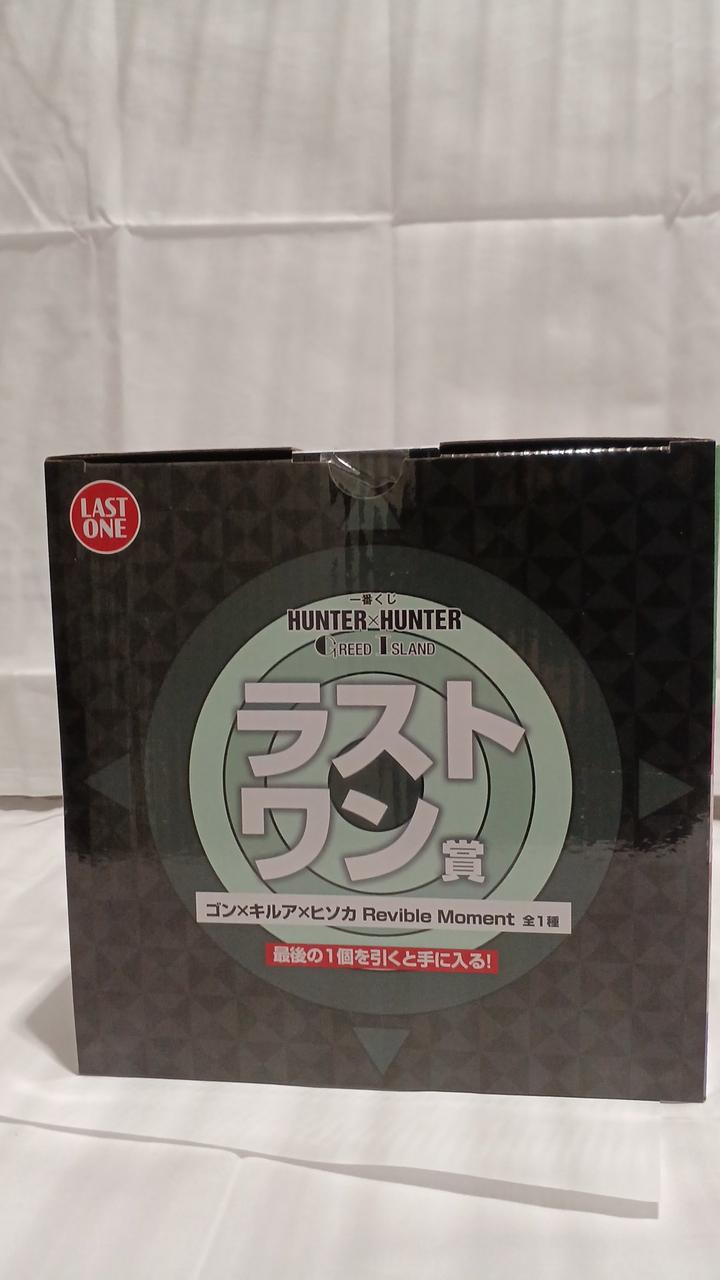 LAST
ONE
一番くじ
HUNTER×HUNTER
GREED ISLAND
ラスト
ワン賞
ゴン×キルア×ヒソカ Revible Moment 全1種
最後の1個を引くと手に入る!